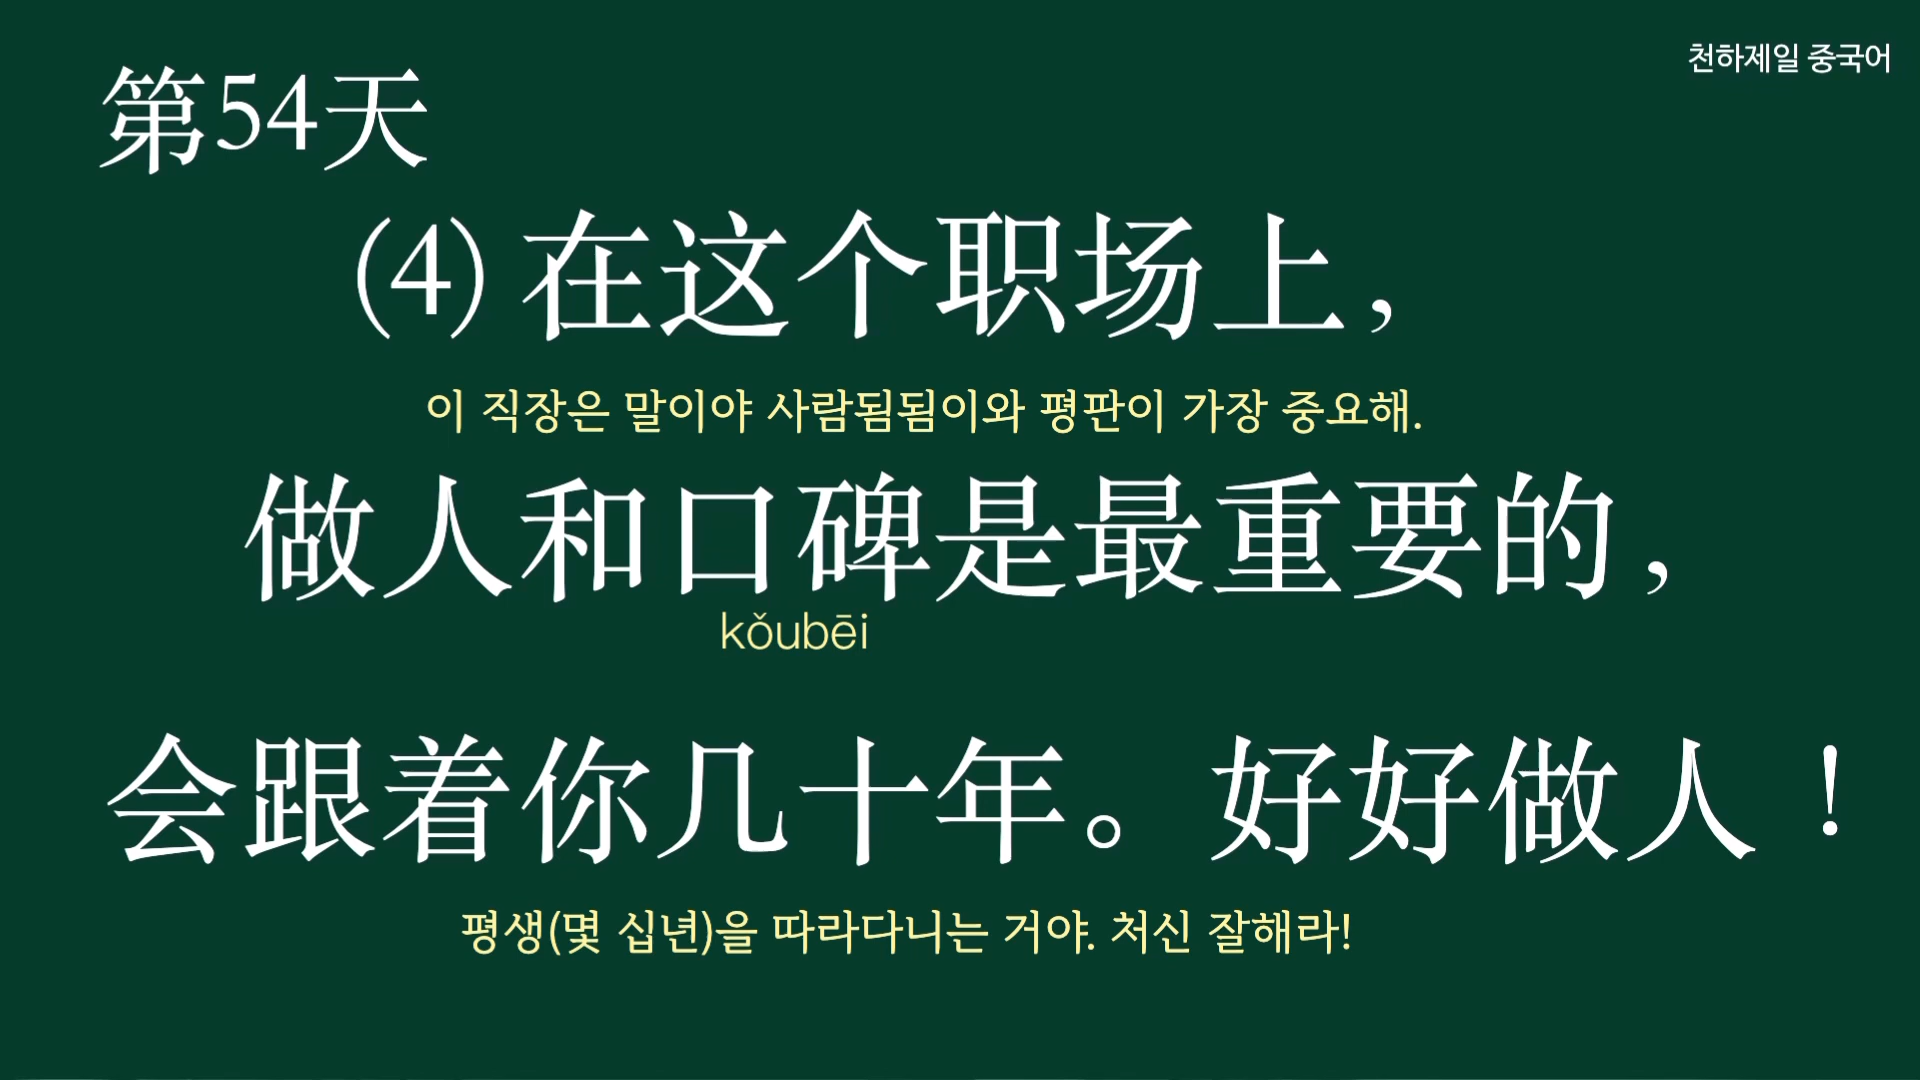 천하제일 중국어
第54天
(4) 在这个职场上，
이 직장은 말이야 사람됨됨이와 평판이 가장 중요해.
做人和口碑是最重要的，
kǒubēi
会跟着你几十年。好好做人！
평생(몇 십년)을 따라다니는 거야. 처신 잘해라!